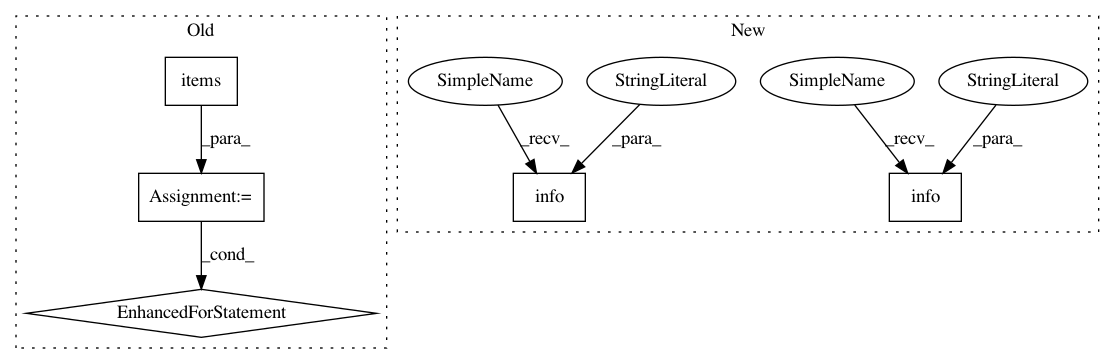 Old
New
items
SimpleName
StringLiteral
SimpleName
StringLiteral
_para_
_recv_
_para_
_recv_
_para_
Assignment:=
info
info
_cond_
EnhancedForStatement